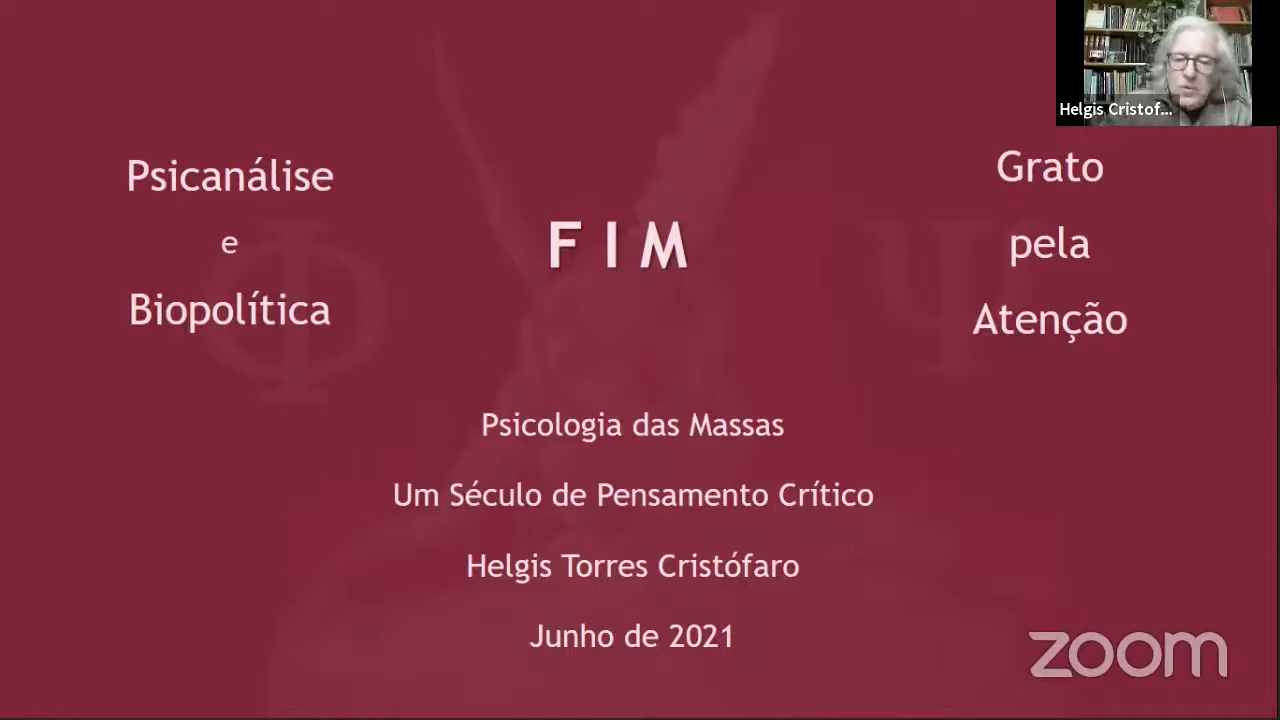 Helgis Cristof...
Psicanálise
e
Biopolítica
F I M
Grato
pela
Atenção
Φ
Ψ
Psicologia das Massas
Um Século de Pensamento Crítico
Helgis Torres Cristófaro
Junho de 2021
zoom